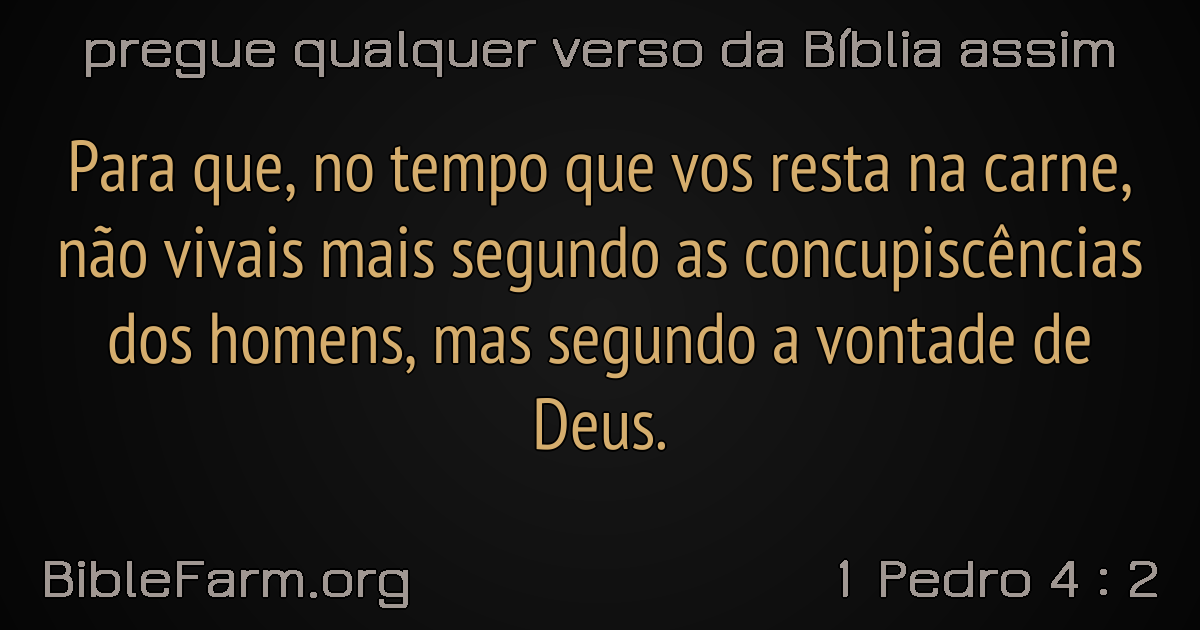 pregue qualquer verso da Bíblia assim
Para que, no tempo que vos resta na carne,
não vivais mais segundo as concupiscências
dos homens, mas segundo a vontade de
Deus.
BibleFarm.org
1 Pedro 4 : 2